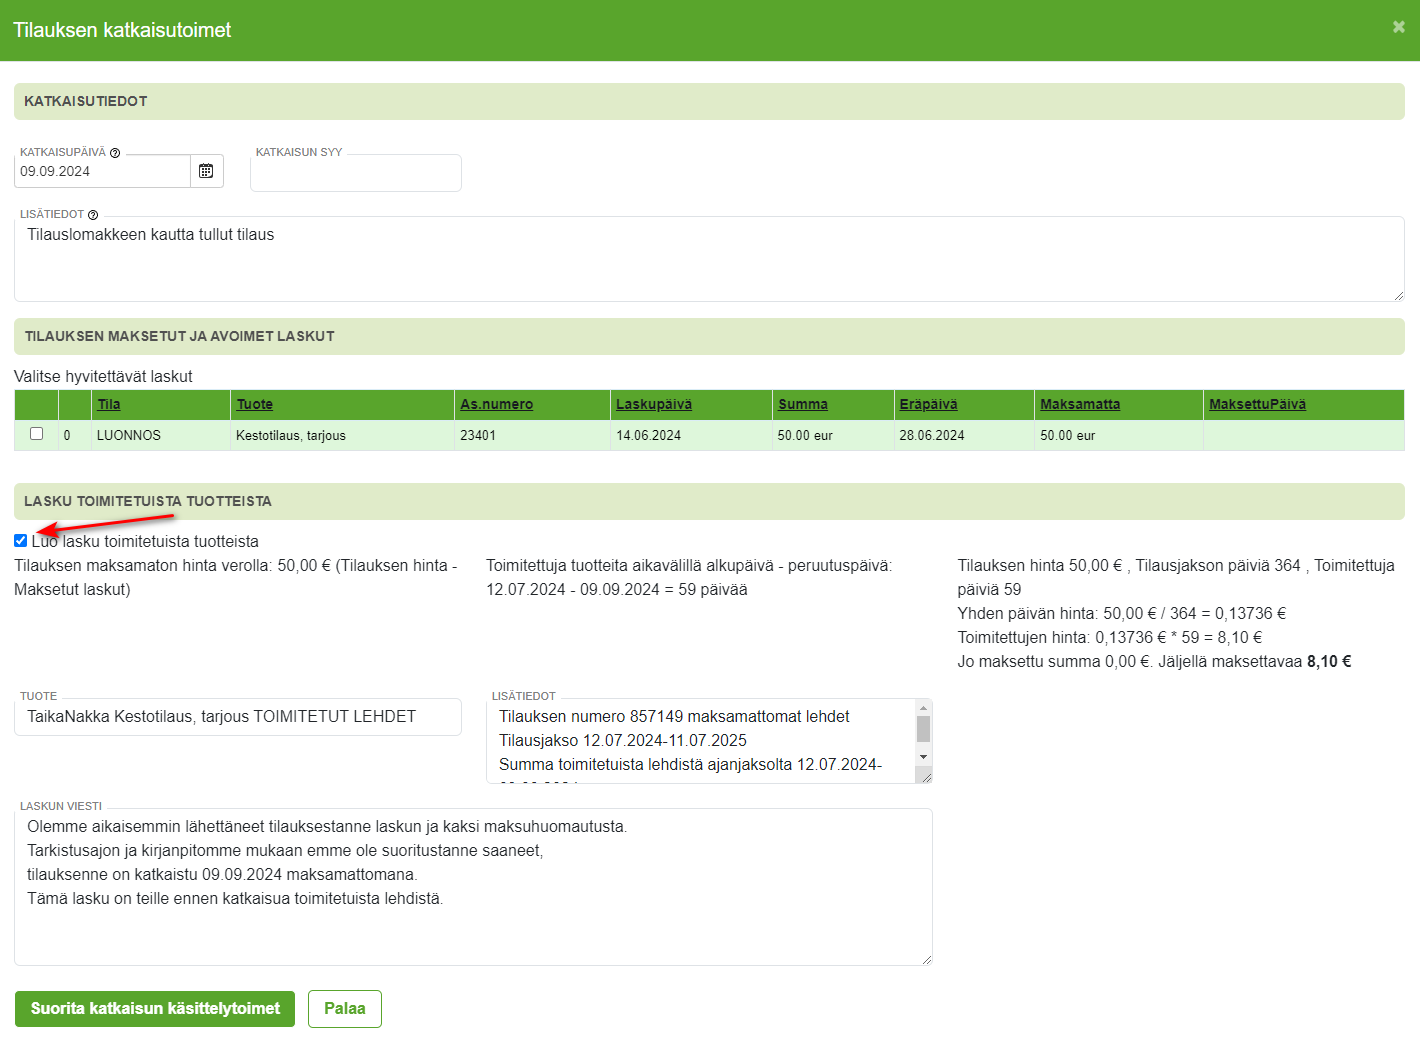 Tilauksen katkaisutoimet
KATKAISUTIEDOT
KATKAISUPÄIVÄ
09.09.2024
KATKAISUN SYY
LISÄTIEDOT
Tilauslomakkeen kautta tullut tilaus
TILAUKSEN MAKSETUT JA AVOIMET LASKUT
Valitse hyvitettävät laskut
Tila Tuote As.numero Laskupäivä Summa Eräpäivä Maksamatta MaksettuPäivä
0 LUONNOS Kestotilaus, tarjous 23401 14.06.2024 50.00 eur 28.06.2024 50.00 eur
LASKU TOIMITETUISTA TUOTTEISTA
Luo lasku toimitetuista tuotteista
Tilauksen maksamaton hinta verolla: 50,00 € (Tilauksen hinta -
Maksetut laskut)
Toimitettuja tuotteita aikavälillä alkupäivä - peruutuspäivä:
12.07.2024 - 09.09.2024 = 59 päivää
Tilauksen hinta 50,00 € , Tilausjakson päiviä 364 , Toimitettuja
päiviä 59
Yhden päivän hinta: 50,00 € / 364 = 0,13736 €
Toimitettujen hinta: 0,13736 € * 59 = 8,10 €
Jo maksettu summa 0,00 €. Jäljellä maksettavaa 8,10 €
TUOTE
TaikaNakka Kestotilaus, tarjous TOIMITETUT LEHDET
LISÄTIEDOT
Tilauksen numero 857149 maksamattomat lehdet
Tilausjakso 12.07.2024-11.07.2025
Summa toimitetuista lehdistä ajanjaksolta 12.07.2024-
LASKUN VIESTI
Olemme aikaisemmin lähettäneet tilauksestanne laskun ja kaksi maksuhuomautusta.
Tarkistusajon ja kirjanpitomme mukaan emme ole suoritustanne saaneet,
tilauksenne on katkaistu 09.09.2024 maksamattomana.
Tämä lasku on teille ennen katkaisua toimitetuista lehdistä.
Suorita katkaisun käsittelytoimet
Palaa